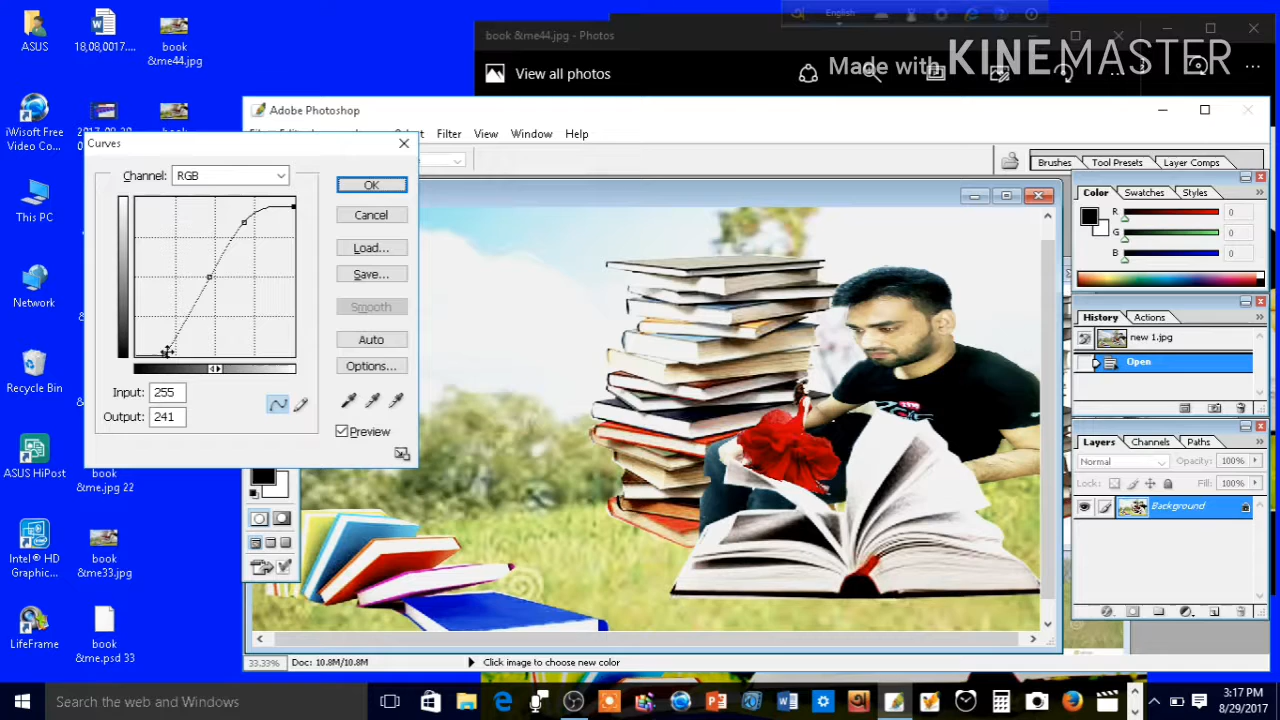 ASUS
18,08,0017....
book
&me44.jpg
English
book &me44.jpg - Photos
View all photos
Made with KINEMASTER
iWisoft Free
Video Co...
book
Adobe Photoshop
Filter View Window Help
Curves
Channel: RGB
OK
Cancel
Load...
Save...
Smooth
Auto
Options...
Input: 255
Output: 241
Preview
Brushes Tool Presets Layer Comps
Color Swatches Styles
R 0
G 0
B 0
History Actions
new 1.jpg
Open
Layers Channels Paths
Normal Opacity: 100%
Lock: Fill: 100%
Background
This PC
Network
Recycle Bin
ASUS HiPost
book
&me.jpg 22
Intel® HD
Graphic...
book
&me33.jpg
LifeFrame
book
&me.psd 33
33.33% Doc: 10.8M/10.8M Click image to choose new color
Search the web and Windows
3:17 PM
8/29/2017